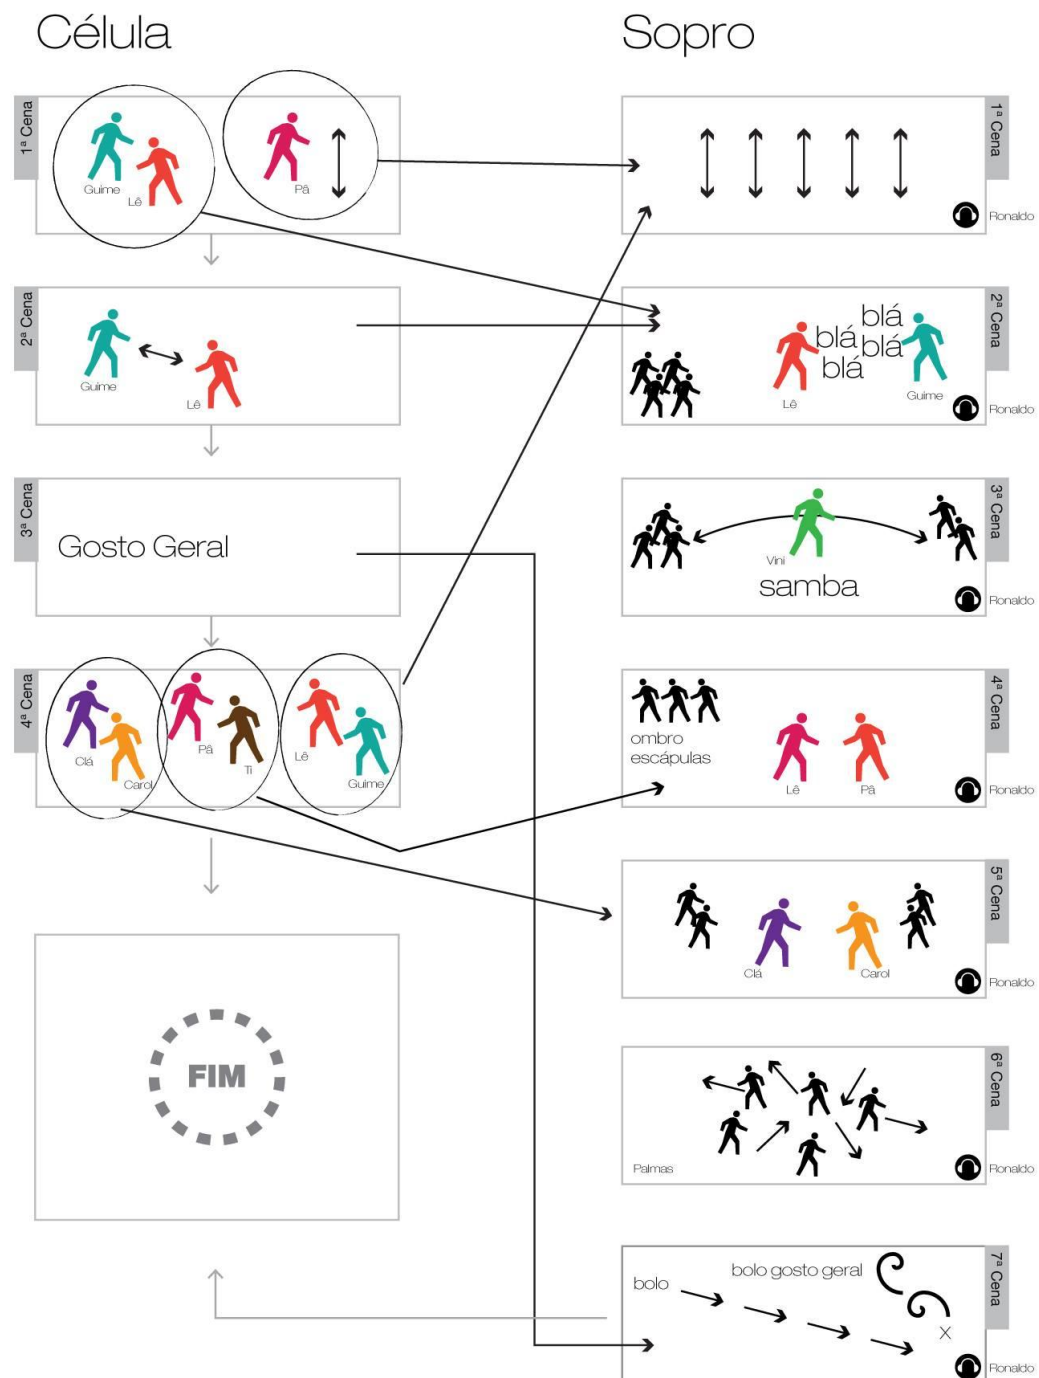 Célula
Sopro
1ª Cena
Guime
Lê
Pâ
1ª Cena
Ronaldo
2ª Cena
Guime
Lê
2ª Cena
blá
blá
blá
blá
Lê
Guime
Ronaldo
3ª Cena
Gosto Geral
3ª Cena
Vini
samba
Ronaldo
4ª Cena
Clá
Carol
Pâ
Ti
Lê
Guime
4ª Cena
ombro
escápulas
Lê
Pâ
Ronaldo
5ª Cena
Clá
Carol
Ronaldo
FIM
6ª Cena
Palmas
Ronaldo
7ª Cena
bolo
bolo gosto geral
X
Ronaldo